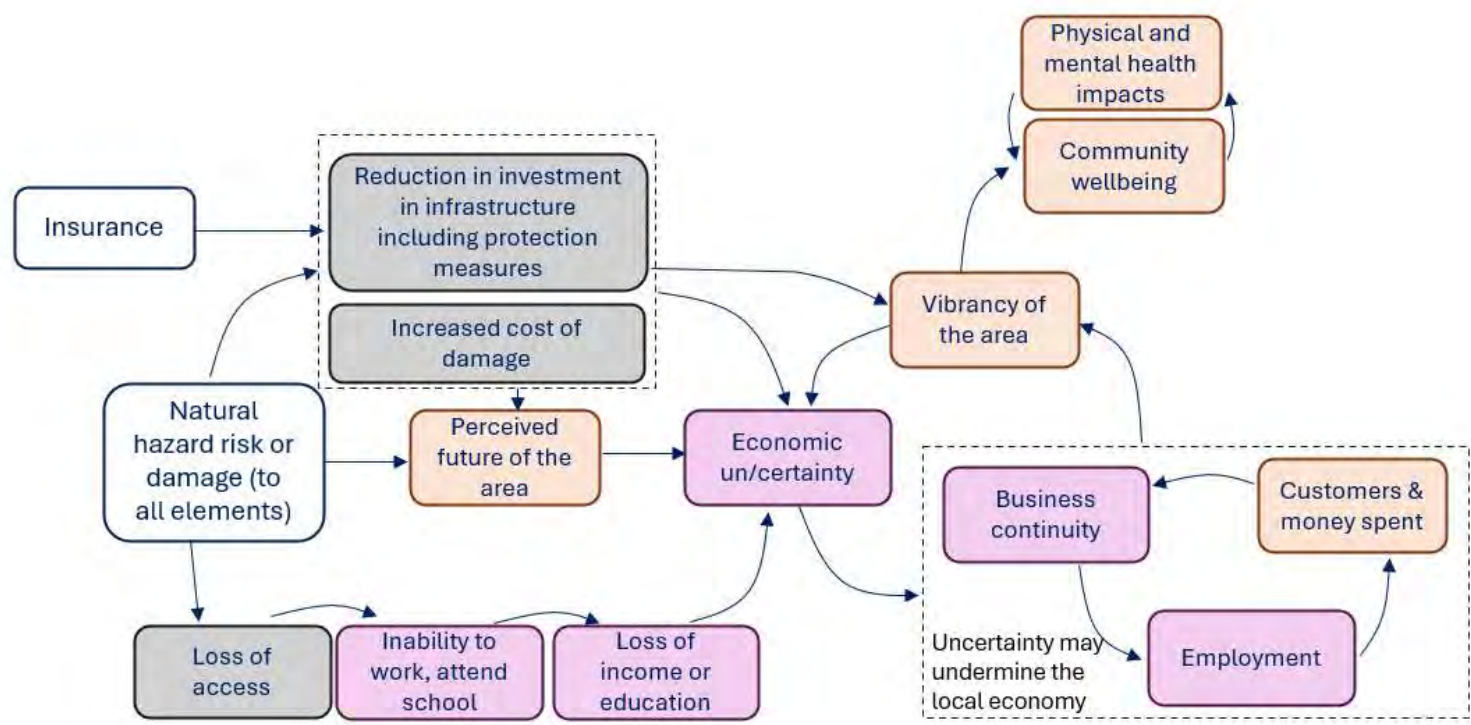 Physical and
mental health
impacts
Community
wellbeing
Reduction in investment
in infrastructure
including protection
measures
Insurance
Increased cost of
damage
Vibrancy of
the area
Natural
hazard risk or
damage (to
all elements)
Perceived
future of the
area
Economic
un/certainty
Business
continuity
Customers &
money spent
Employment
Uncertainty may
undermine the
local economy
Loss of
access
Inability to
work, attend
school
Loss of
income or
education